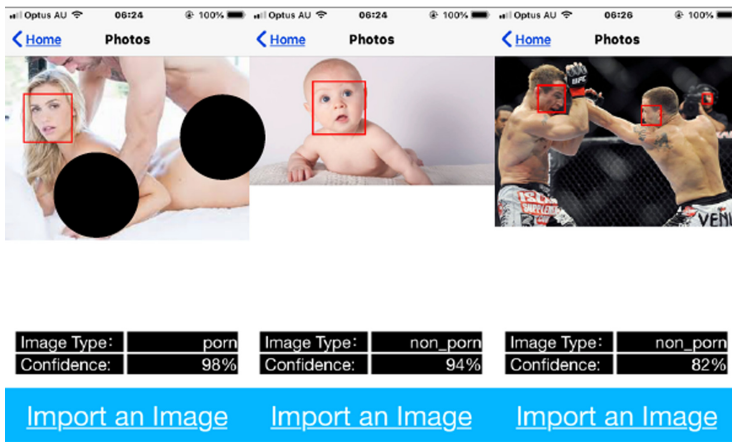 Optus AU 06:24 100%
Home Photos
Image Type: porn
Confidence: 98%
Import an Image
Optus AU 06:24 100%
Home Photos
Image Type: non_porn
Confidence: 94%
Import an Image
Optus AU 06:26 100%
Home Photos
UFC
VENU
Image Type: non_porn
Confidence: 82%
Import an Image